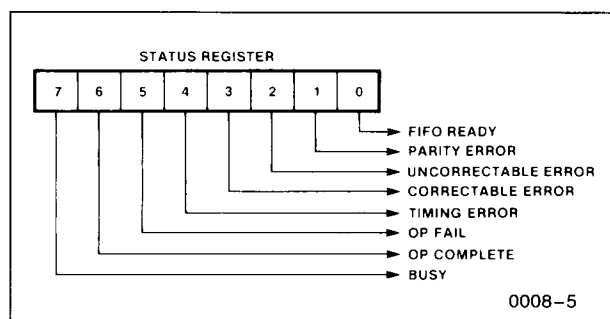 STATUS REGISTER
7 6 5 4 3 2 1 0
FIFO READY
PARITY ERROR
UNCORRECTABLE ERROR
CORRECTABLE ERROR
TIMING ERROR
OP FAIL
OP COMPLETE
BUSY
0008-5